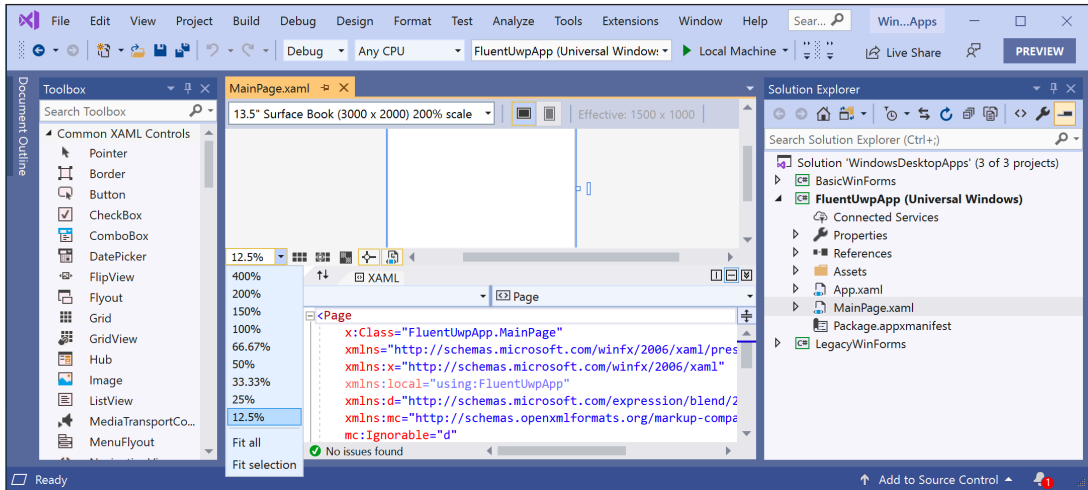 File Edit View Project Build Debug Design Format Test Analyze Tools Extensions Window Help Sear... Win...Apps
Debug Any CPU FluentUwpApp (Universal Window: Local Machine Live Share PREVIEW
Document Outline
Toolbox
Search Toolbox
Common XAML Controls
Pointer
Border
Button
CheckBox
ComboBox
DatePicker
FlipView
Flyout
Grid
GridView
Hub
Image
ListView
MediaTransportCo...
MenuFlyout
MainPage.xaml
13.5" Surface Book (3000 x 2000) 200% scale Effective: 1500 x 1000
12.5%
400%
200%
150%
100%
66.67%
50%
33.33%
25%
12.5%
Fit all
Fit selection
XAML
Page
<Page
x:Class="FluentUwpApp.MainPage"
xmlns="http://schemas.microsoft.com/winfx/2006/xaml/pres
xmlns:x="http://schemas.microsoft.com/winfx/2006/xaml"
xmlns:local="using:FluentUwpApp"
xmlns:d="http://schemas.microsoft.com/expression/blend/2
xmlns:mc="http://schemas.openxmlformats.org/markup-compa
mc:Ignorable="d"
No issues found
Solution Explorer
Search Solution Explorer (Ctrl+;)
Solution 'WindowsDesktopApps' (3 of 3 projects)
C# BasicWinForms
C# FluentUwpApp (Universal Windows)
Connected Services
Properties
References
Assets
App.xaml
MainPage.xaml
Package.appxmanifest
C# LegacyWinForms
Ready Add to Source Control 1